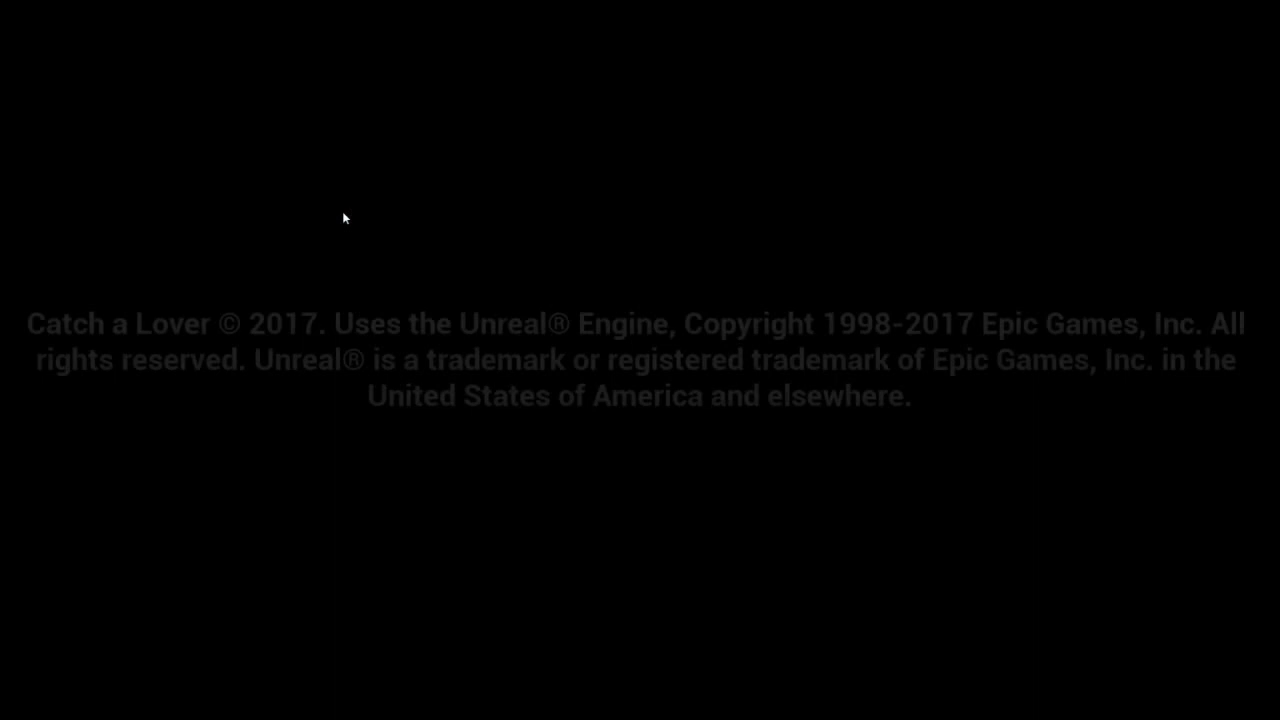 Catch a Lover © 2017. Uses the Unreal® Engine, Copyright 1998-2017 Epic Games, Inc. All
rights reserved. Unreal® is a trademark or registered trademark of Epic Games, Inc. in the
United States of America and elsewhere.